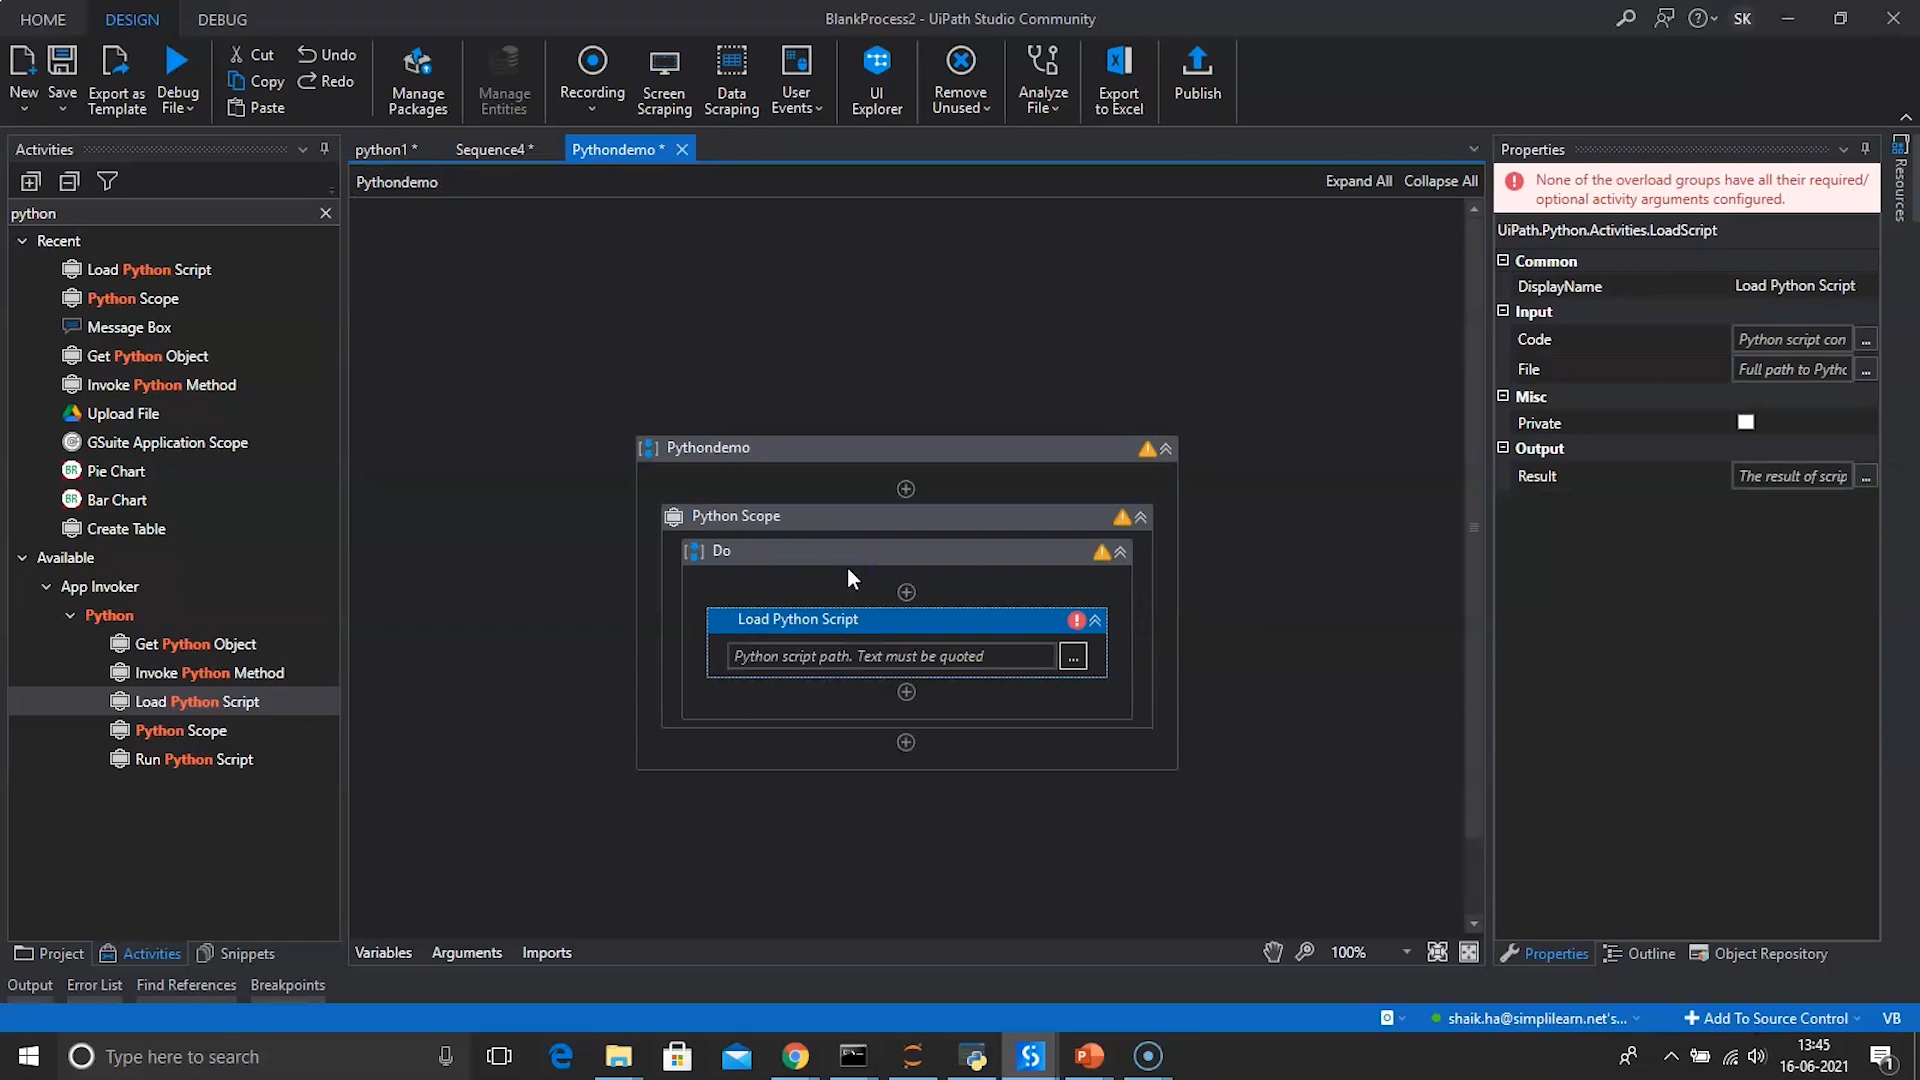 HOME
DESIGN
DEBUG
BlankProcess2 - UiPath Studio Community
SK
New
Save
Export as
Template
Debug
File
Cut
Copy
Paste
Undo
Redo
Manage
Packages
Manage
Entities
Recording
Screen
Scraping
Data
Scraping
User
Events
UI
Explorer
Remove
Unused
Analyze
File
Export
to Excel
Publish
Activities
python
Recent
Load Python Script
Python Scope
Message Box
Get Python Object
Invoke Python Method
Upload File
GSuite Application Scope
BR Pie Chart
BR Bar Chart
Create Table
Available
App Invoker
Python
Get Python Object
Invoke Python Method
Load Python Script
Python Scope
Run Python Script
Project
Activities
Snippets
python1 *
Sequence4 *
Pythondemo *
Pythondemo
Expand All
Collapse All
Pythondemo
Python Scope
Do
Load Python Script
Python script path. Text must be quoted
...
Variables
Arguments
Imports
100%
Properties
None of the overload groups have all their required/
optional activity arguments configured.
UiPath.Python.Activities.LoadScript
Common
DisplayName
Load Python Script
Input
Code
Python script con
...
File
Full path to Pythc
...
Misc
Private
Output
Result
The result of scrip
...
Properties
Outline
Object Repository
Resources
Output
Error List
Find References
Breakpoints
shaik.ha@simplilearn.net's...
Add To Source Control
VB
Type here to search
13:45
16-06-2021
1